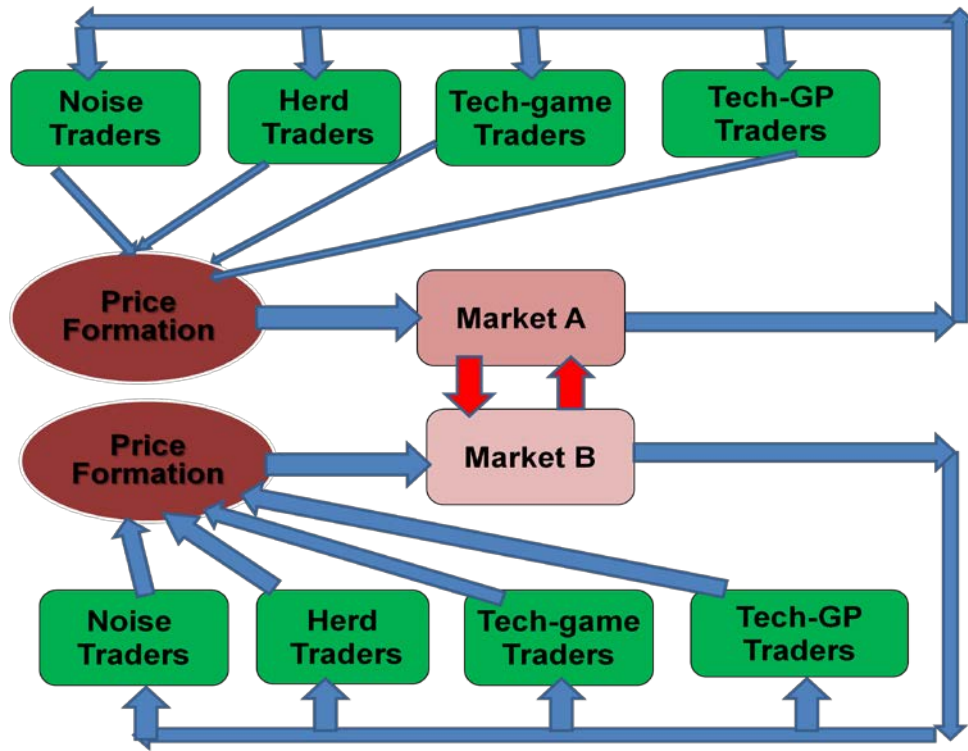 Noise
Traders
Herd
Traders
Tech-game
Traders
Tech-GP
Traders
Price
Formation
Market A
Price
Formation
Market B
Noise
Traders
Herd
Traders
Tech-game
Traders
Tech-GP
Traders